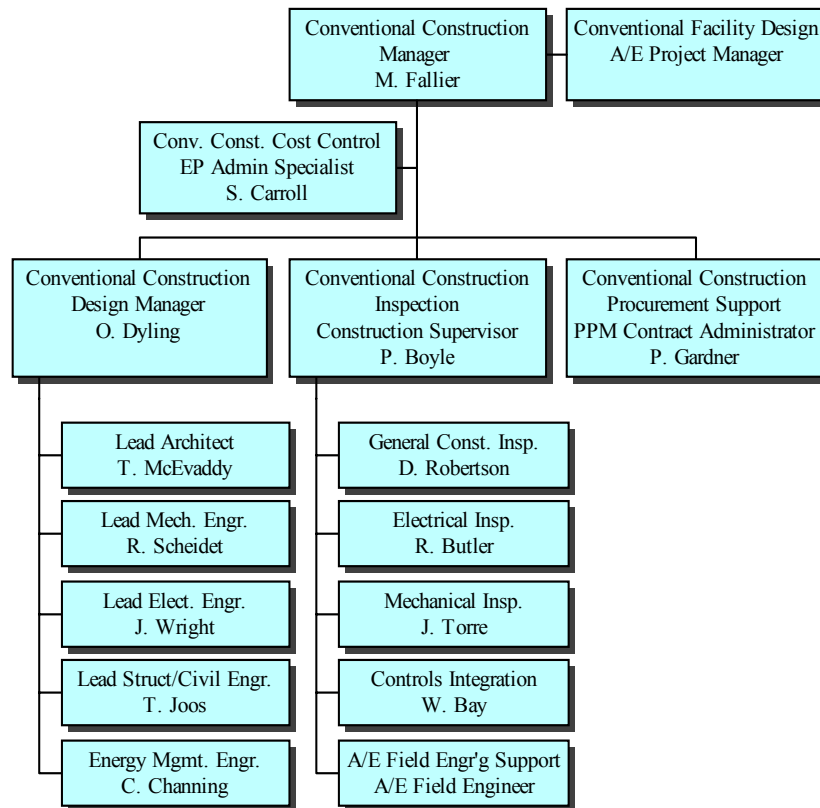 Conventional Construction
Manager
M. Fallier
Conventional Facility Design
A/E Project Manager
Conv. Const. Cost Control
EP Admin Specialist
S. Carroll
Conventional Construction
Design Manager
O. Dyling
Conventional Construction
Inspection
Construction Supervisor
P. Boyle
Conventional Construction
Procurement Support
PPM Contract Administrator
P. Gardner
Lead Architect
T. McEvaddy
Lead Mech. Engr.
R. Scheidet
Lead Elect. Engr.
J. Wright
Lead Struct/Civil Engr.
T. Joos
Energy Mgmt. Engr.
C. Channing
General Const. Insp.
D. Robertson
Electrical Insp.
R. Butler
Mechanical Insp.
J. Torre
Controls Integration
W. Bay
A/E Field Engr'g Support
A/E Field Engineer